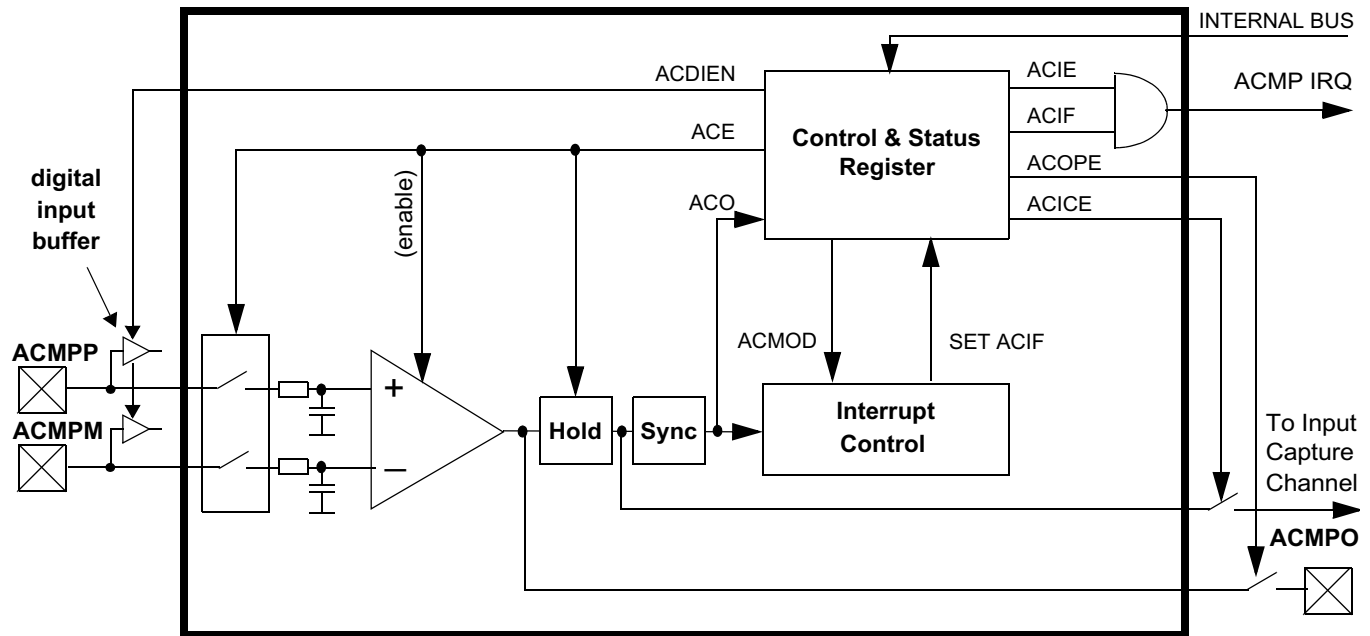 INTERNAL BUS
ACDIEN
ACIE
ACMP IRQ
ACE
ACIF
Control & Status
Register
ACOPE
digital
input
buffer
(enable)
ACO
ACICE
ACMOD
SET ACIF
ACMPP
+
ACMPM
Hold
Sync
Interrupt
Control
To Input
Capture
Channel
–
ACMPO